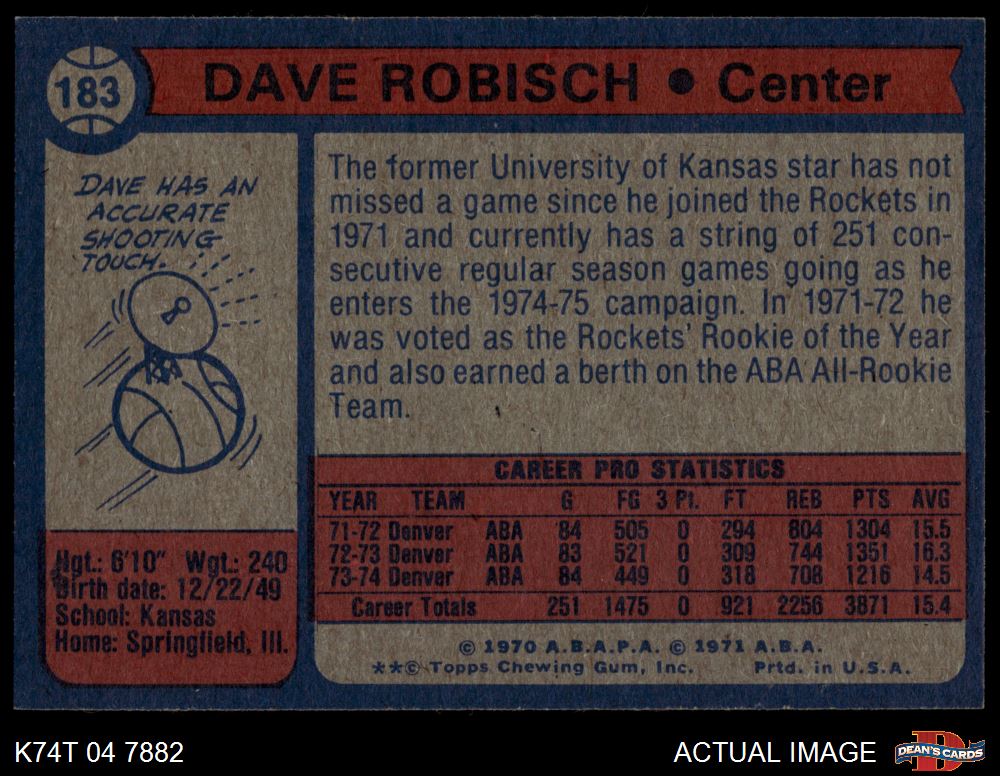 183
DAVE ROBISCH • Center
DAVE HAS AN
ACCURATE
SHOOTING
TOUCH.
The former University of Kansas star has not
missed a game since he joined the Rockets in
1971 and currently has a string of 251 con-
secutive regular season games going as he
enters the 1974-75 campaign. In 1971-72 he
was voted as the Rockets' Rookie of the Year
and also earned a berth on the ABA All-Rookie
Team.
CAREER PRO STATISTICS
YEAR TEAM G FG 3 Pt. FT REB PTS AVG
71-72 Denver ABA 84 505 0 294 804 1304 15.5
72-73 Denver ABA 83 521 0 309 744 1351 16.3
73-74 Denver ABA 84 449 0 318 708 1216 14.5
Career Totals 251 1475 0 921 2256 3871 15.4
Hgt.: 6'10" Wgt.: 240
Birth date: 12/22/49
School: Kansas
Home: Springfield, Ill.
© 1970 A.B.A.P.A. © 1971 A.B.A.
**© Topps Chewing Gum, Inc. Prtd. in U.S.A.
K74T 04 7882
ACTUAL IMAGE
D
DEAN'S CARDS